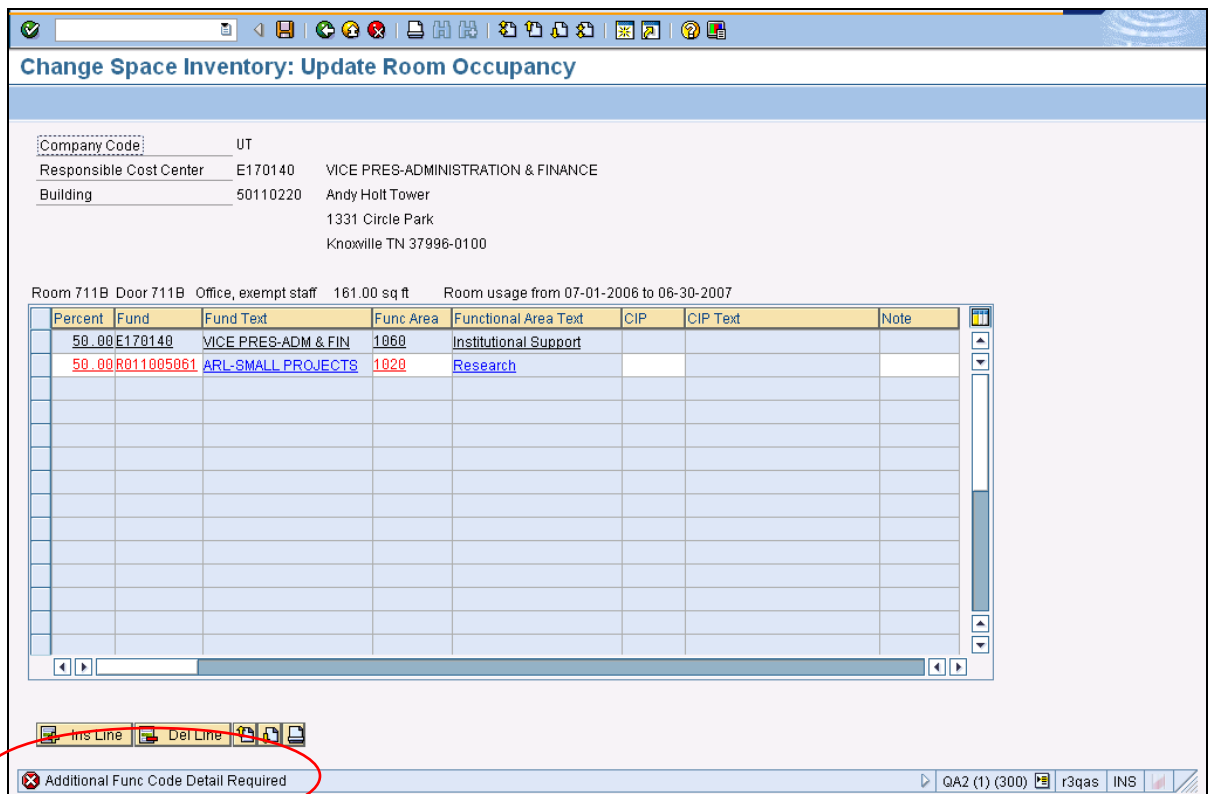 Change Space Inventory: Update Room Occupancy
Company Code UT
Responsible Cost Center E170140 VICE PRES-ADMINISTRATION & FINANCE
Building 50110220 Andy Holt Tower
1331 Circle Park
Knoxville TN 37996-0100
Room 711B Door 711B Office, exempt staff 161.00 sq ft Room usage from 07-01-2006 to 06-30-2007
Percent Fund Fund Text Func Area Functional Area Text CIP CIP Text Note
50.00 E170140 VICE PRES-ADM & FIN 1060 Institutional Support
50.00 R011005061 ARL-SMALL PROJECTS 1020 Research
Ins Line Del Line
Additional Func Code Detail Required QA2 (1) (300) r3qas INS